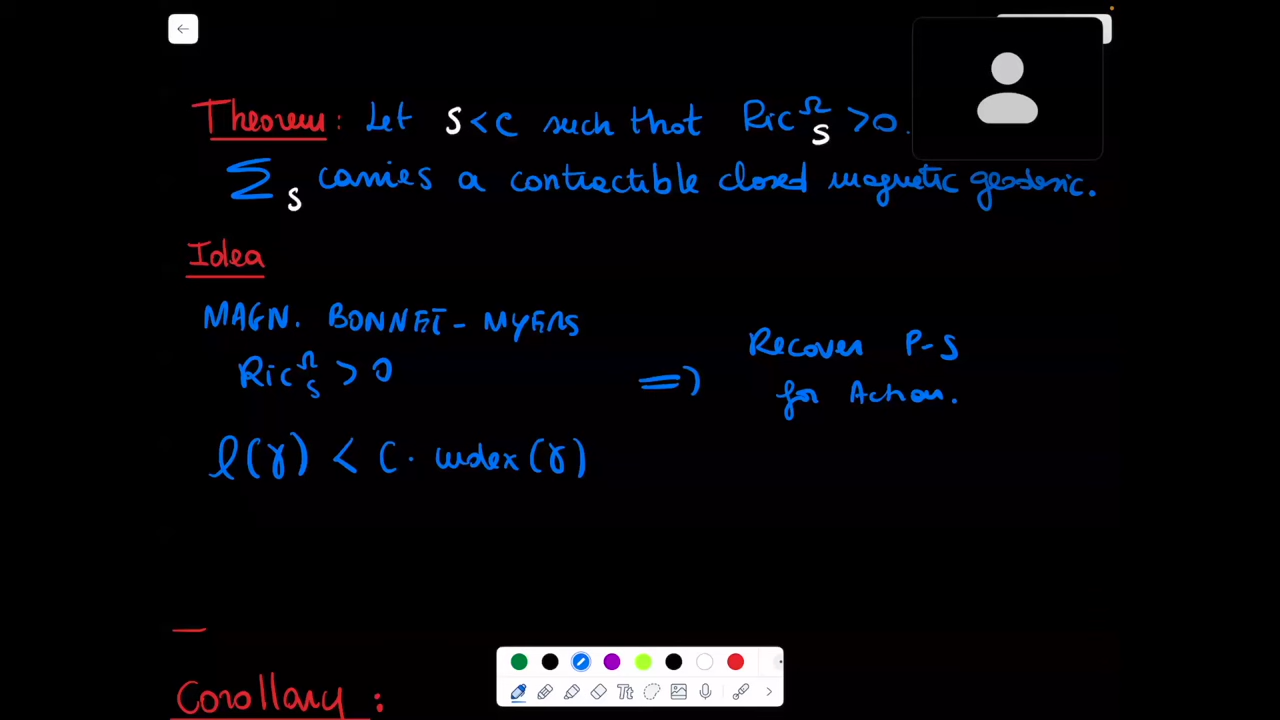 Theorem: Let s < c such that Ric^Ω_s > 0.
Σ_s carries a contractible closed magnetic geodesic.
Idea
MAGN. BONNET - MYERS
Ric^Ω_s > 0
ℓ(γ) < C · index(γ)
⇒ Recover P-S
for Action.
Corollary:
Tt